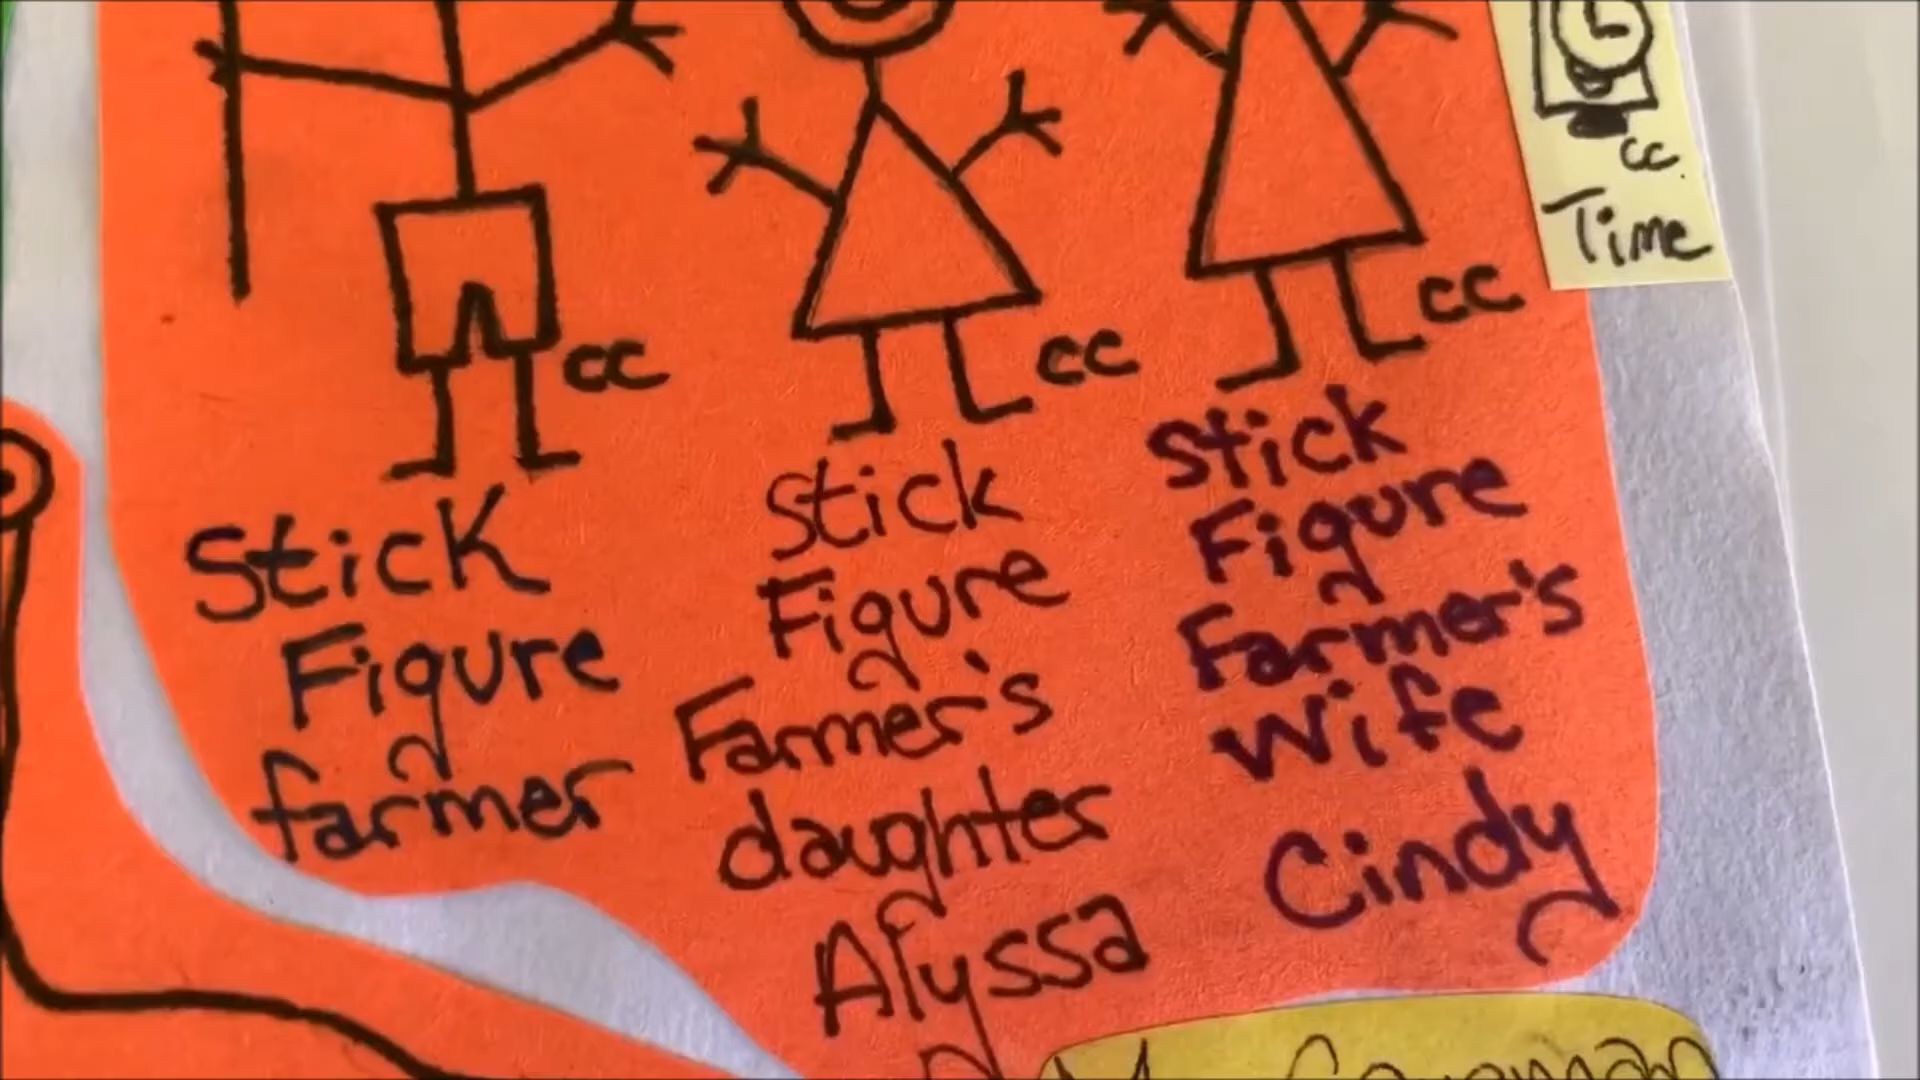 cc
Time
cc
cc
cc
Stick
Figure
farmer
Stick
Figure
Farmer's
daughter
Alyssa
Stick
Figure
Farmer's
Wife
Cindy